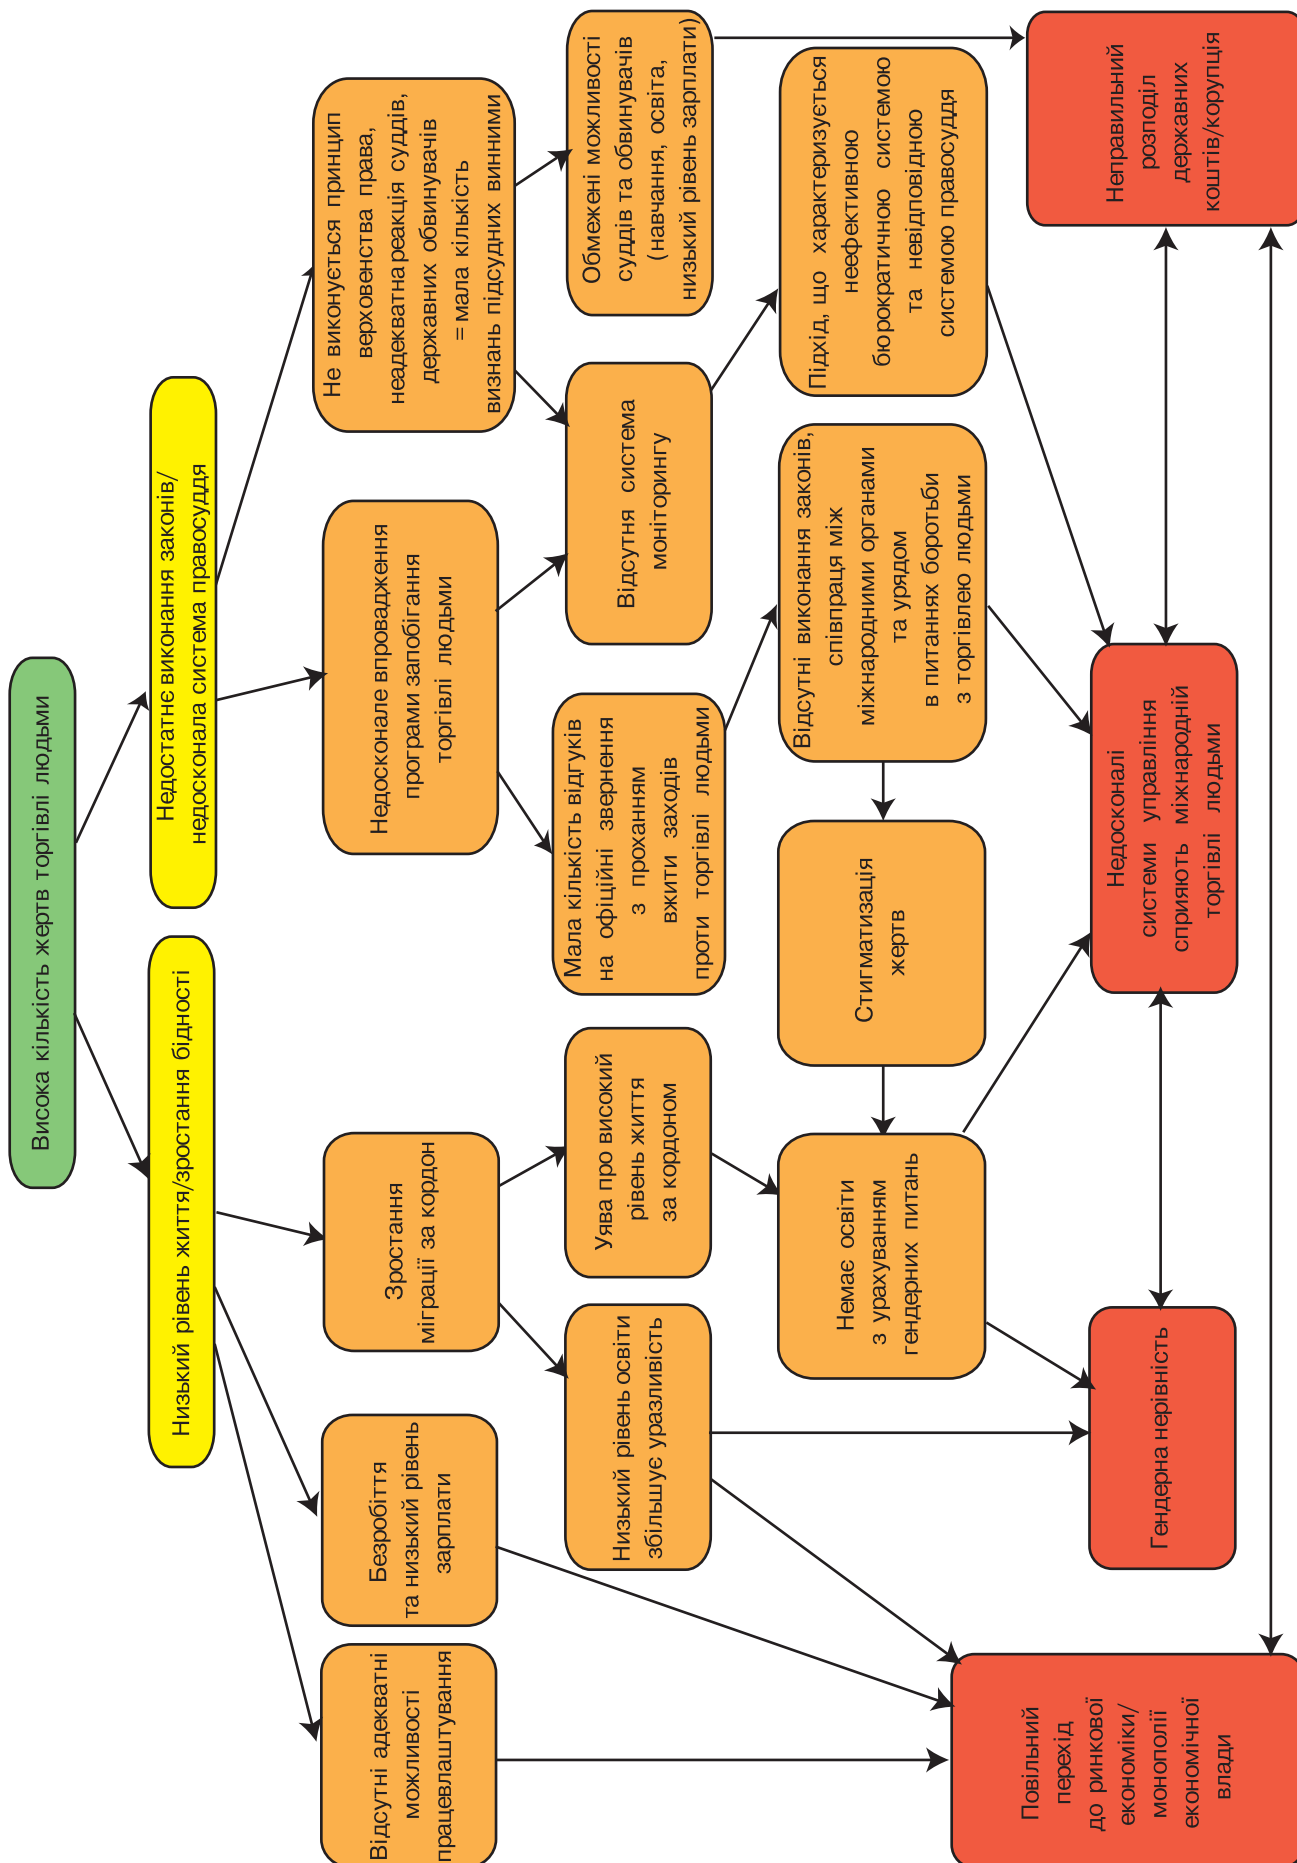 Висока кількість жертв торгівлі людьми
Низький рівень життя/зростання бідності
Недостатнє виконання законів/
недосконала система правосуддя
Відсутні адекватні
можливості
працевлаштування
Безробіття
та низький рівень
зарплати
Зростання
міграції за кордон
Недосконале впровадження
програми запобігання
торгівлі людьми
Не виконується принцип
верховенства права,
неадекватна реакція суддів,
державних обвинувачів
= мала кількість
визнань підсудних винними
Низький рівень освіти
збільшує уразливість
Уява про високий
рівень життя
за кордоном
Мала кількість відгуків
на офіційні звернення
з проханням
вжити заходів
проти торгівлі людьми
Відсутня система
моніторингу
Обмежені можливості
суддів та обвинувачів
(навчання, освіта,
низький рівень зарплати)
Немає освіти
з урахуванням
гендерних питань
Стигматизація
жертв
Відсутні виконання законів,
співпраця між
міжнародними органами
та урядом
в питаннях боротьби
з торгівлею людьми
Підхід, що характеризується
неефективною
бюрократичною системою
та невідповідною
системою правосуддя
Повільний
перехід
до ринкової
економіки/
монополії
економічної
влади
Гендерна нерівність
Недосконалі
системи управління
сприяють міжнародній
торгівлі людьми
Неправильний
розподіл
державних
коштів/корупція